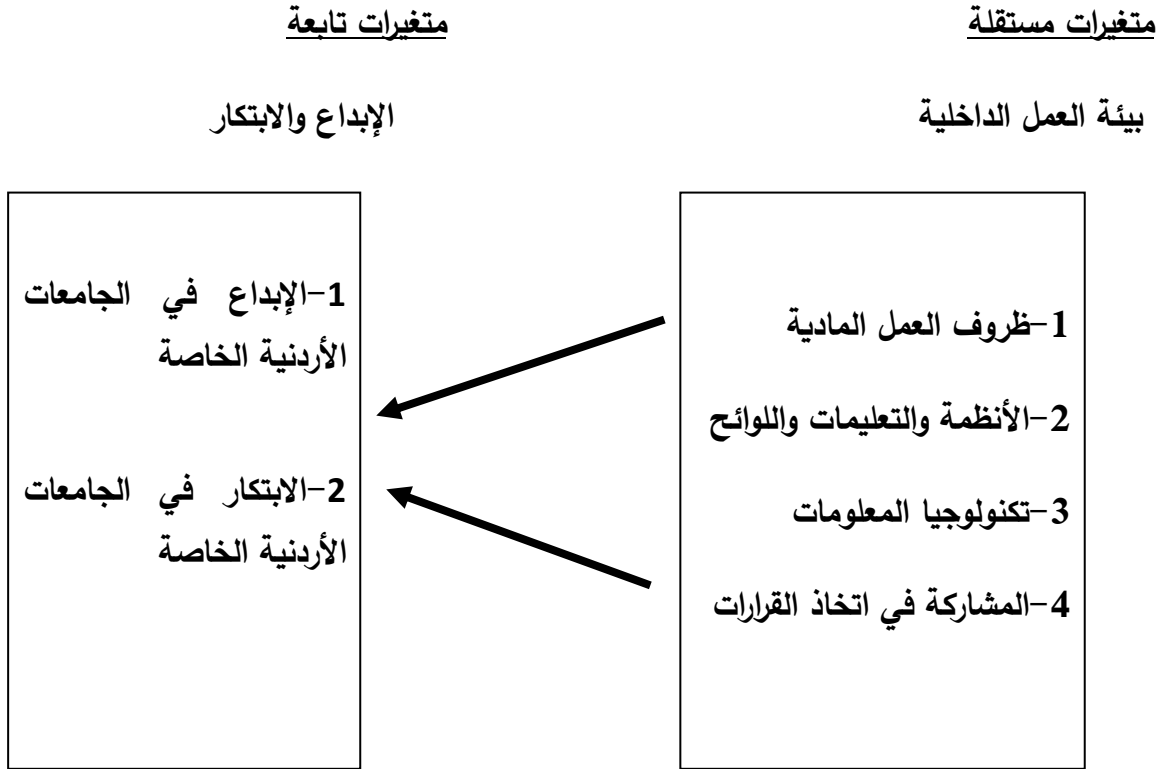 متغيرات مستقلة
متغيرات تابعة
بيئة العمل الداخلية
الإبداع والابتكار
1-ظروف العمل المادية
2-الأنظمة والتعليمات واللوائح
3-تكنولوجيا المعلومات
4-المشاركة في اتخاذ القرارات
1-الإبداع في الجامعات
الأردنية الخاصة
2-الابتكار في الجامعات
الأردنية الخاصة